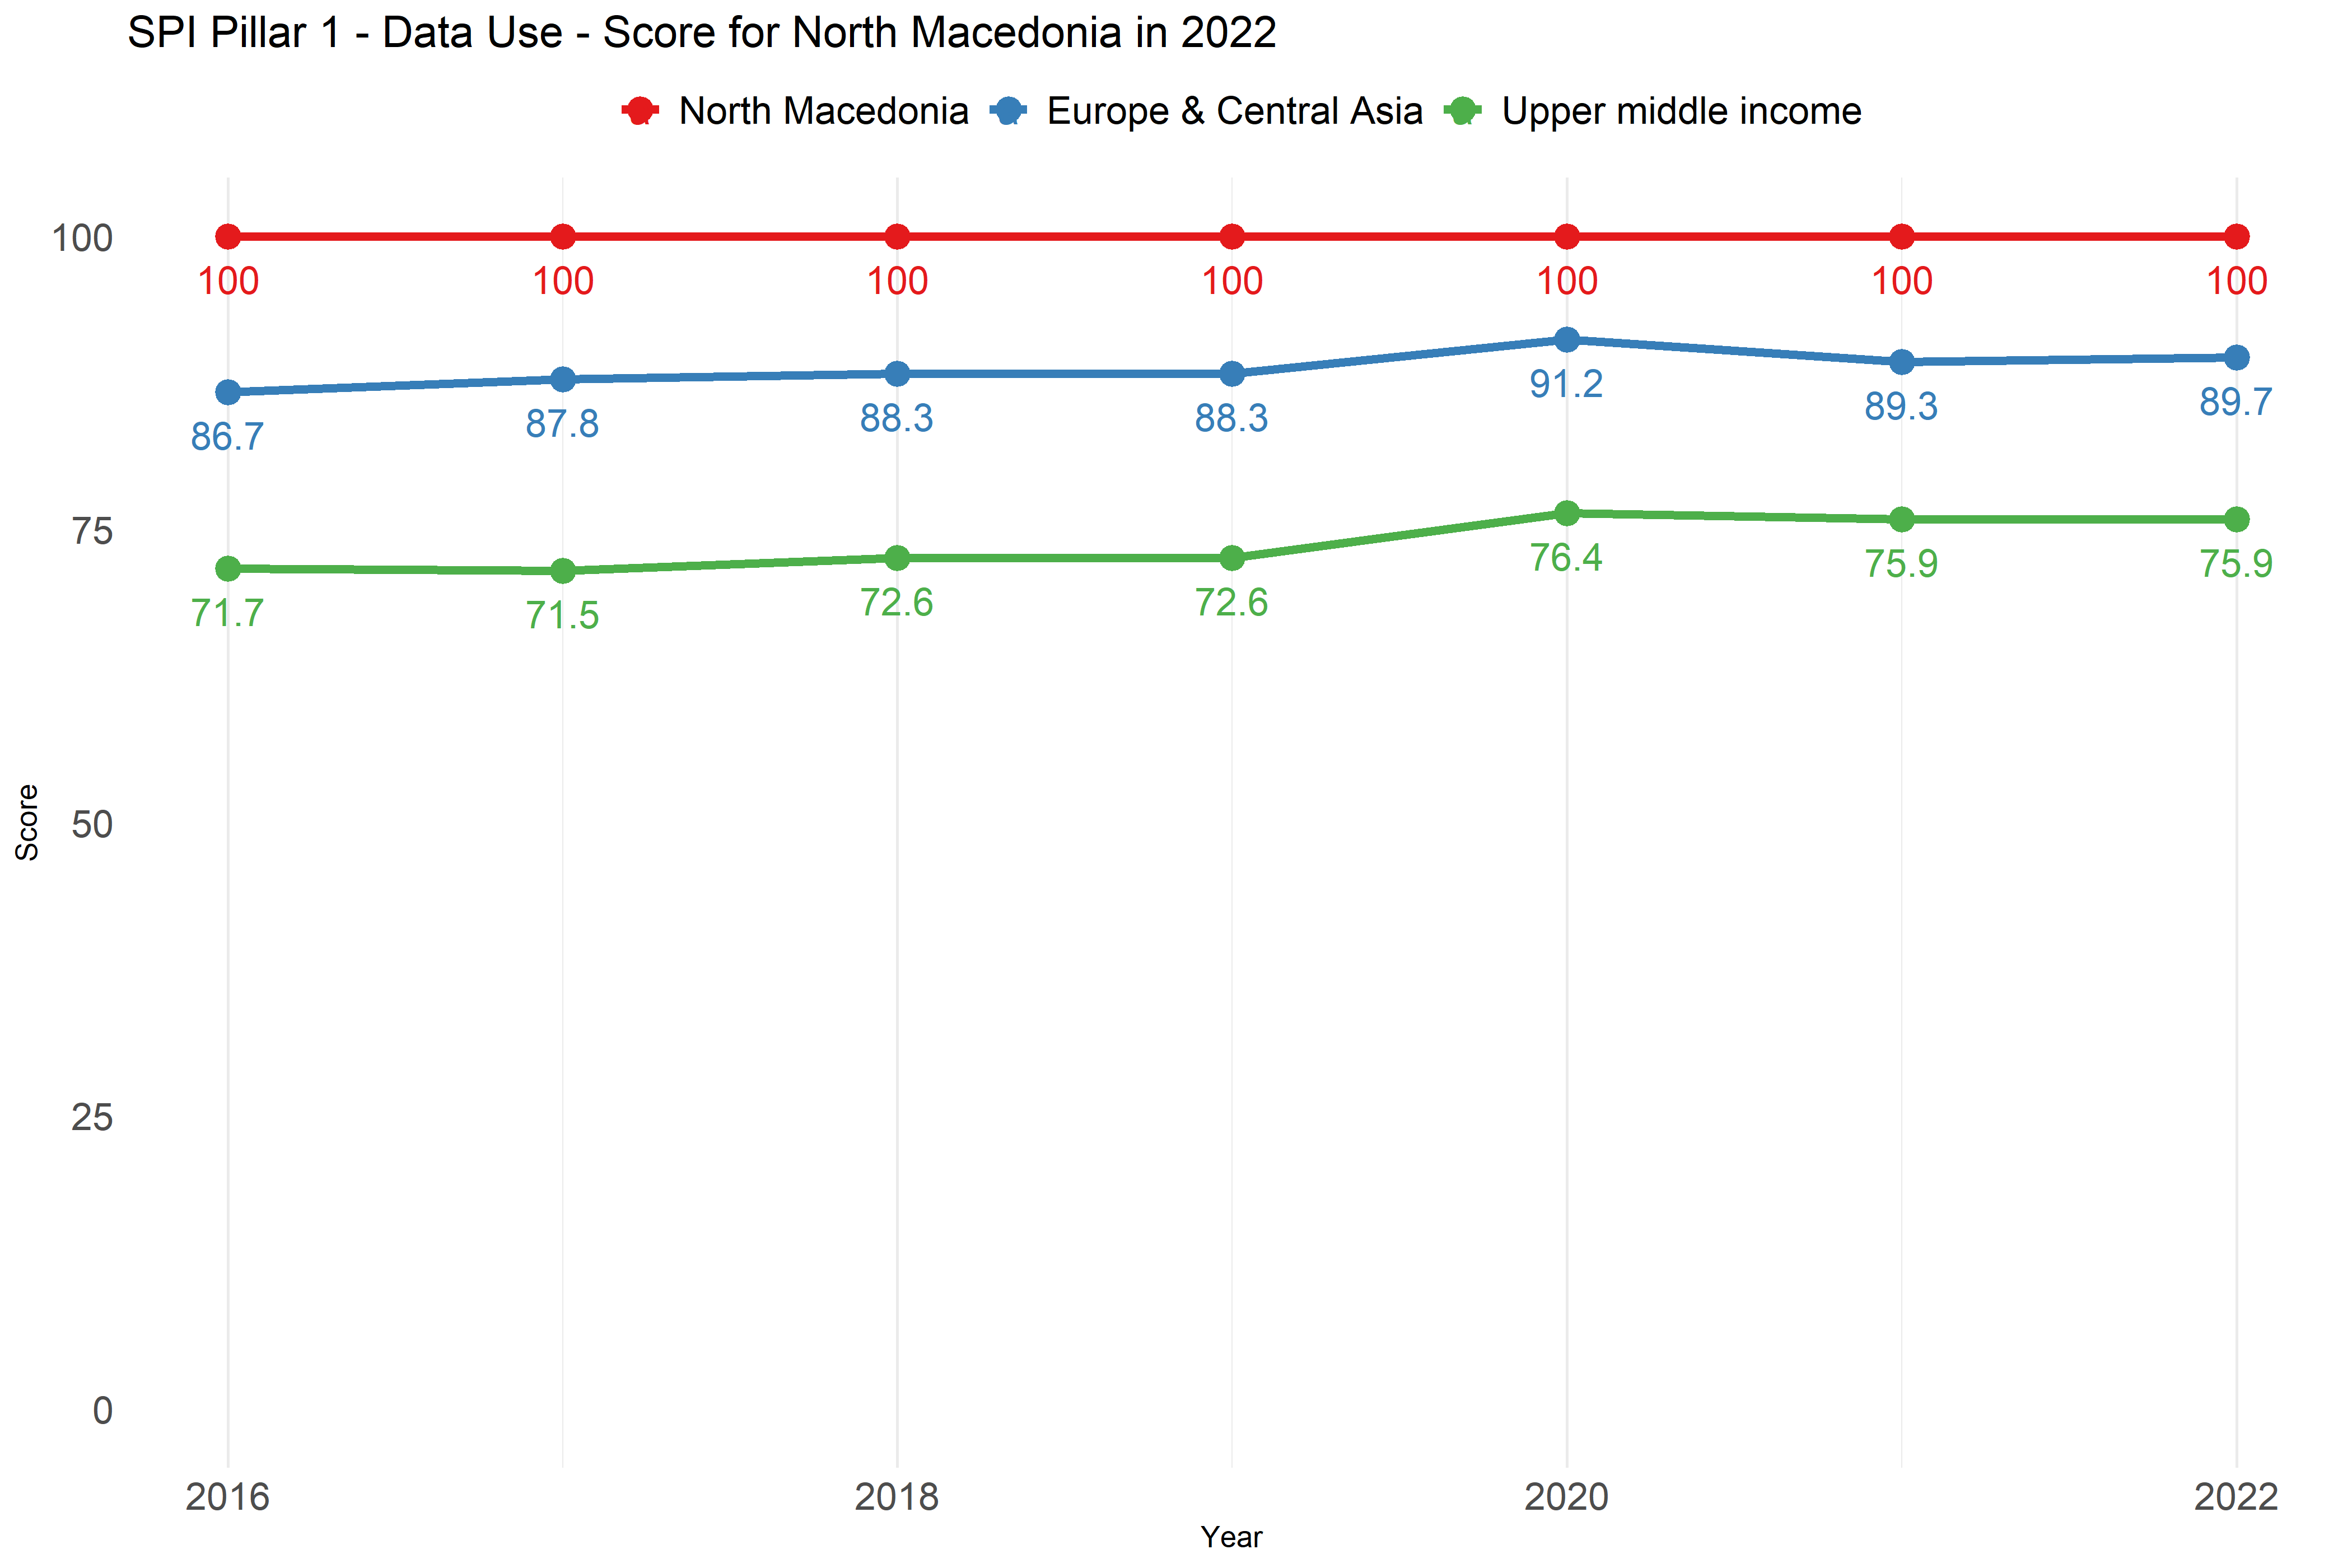 SPI Pillar 1 - Data Use - Score for North Macedonia in 2022
North Macedonia Europe & Central Asia Upper middle income
100
100 100 100 100 100 100 100
86.7 87.8 88.3 88.3 91.2 89.3 89.7
75
71.7 71.5 72.6 72.6 76.4 75.9 75.9
50
Score
25
0
2016 2018 2020 2022
Year